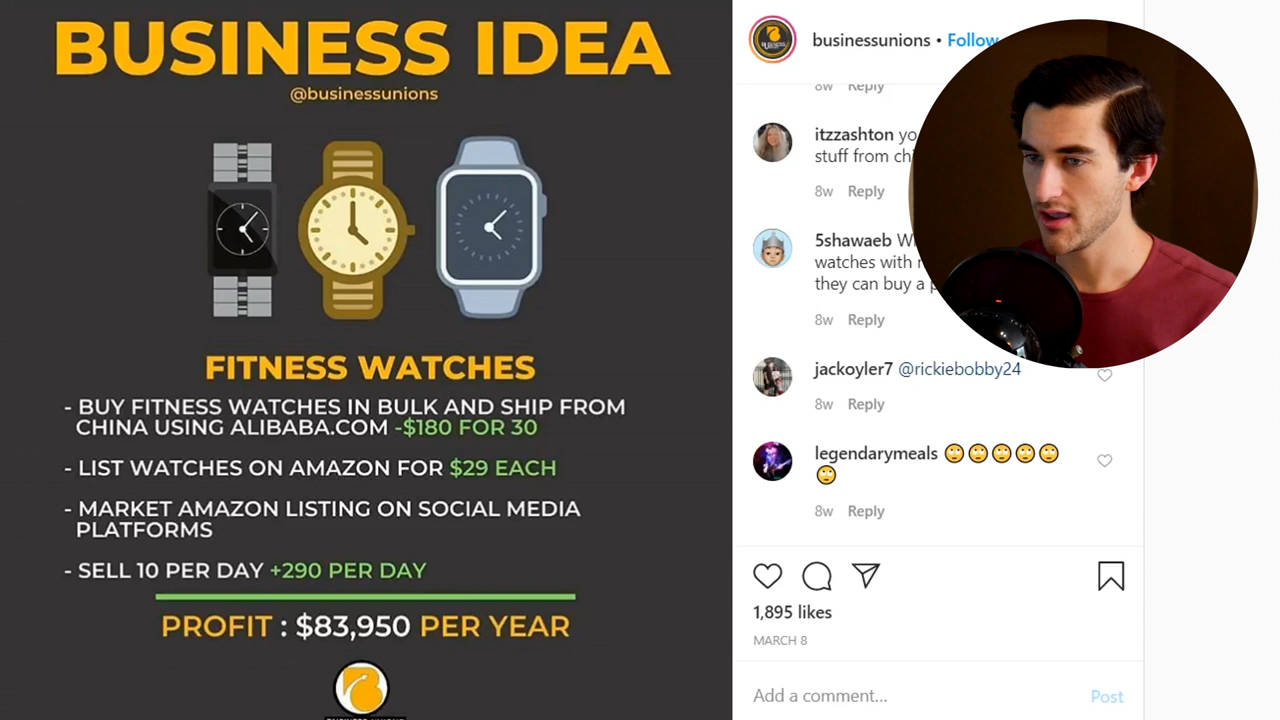 BUSINESS IDEA
@businessunions
FITNESS WATCHES
- BUY FITNESS WATCHES IN BULK AND SHIP FROM
CHINA USING ALIBABA.COM -$180 FOR 30
- LIST WATCHES ON AMAZON FOR $29 EACH
- MARKET AMAZON LISTING ON SOCIAL MEDIA
PLATFORMS
- SELL 10 PER DAY +290 PER DAY
PROFIT : $83,950 PER YEAR
businessunions • Follow
8w Reply
itzzashton
stuff from
8w Reply
5shawaeb
watches with
they can buy a
8w Reply
jackoyler7 @rickiebobby24
8w Reply
legendarymeals 🙄🙄🙄🙄🙄
🙄
8w Reply
1,895 likes
MARCH 8
Add a comment... Post